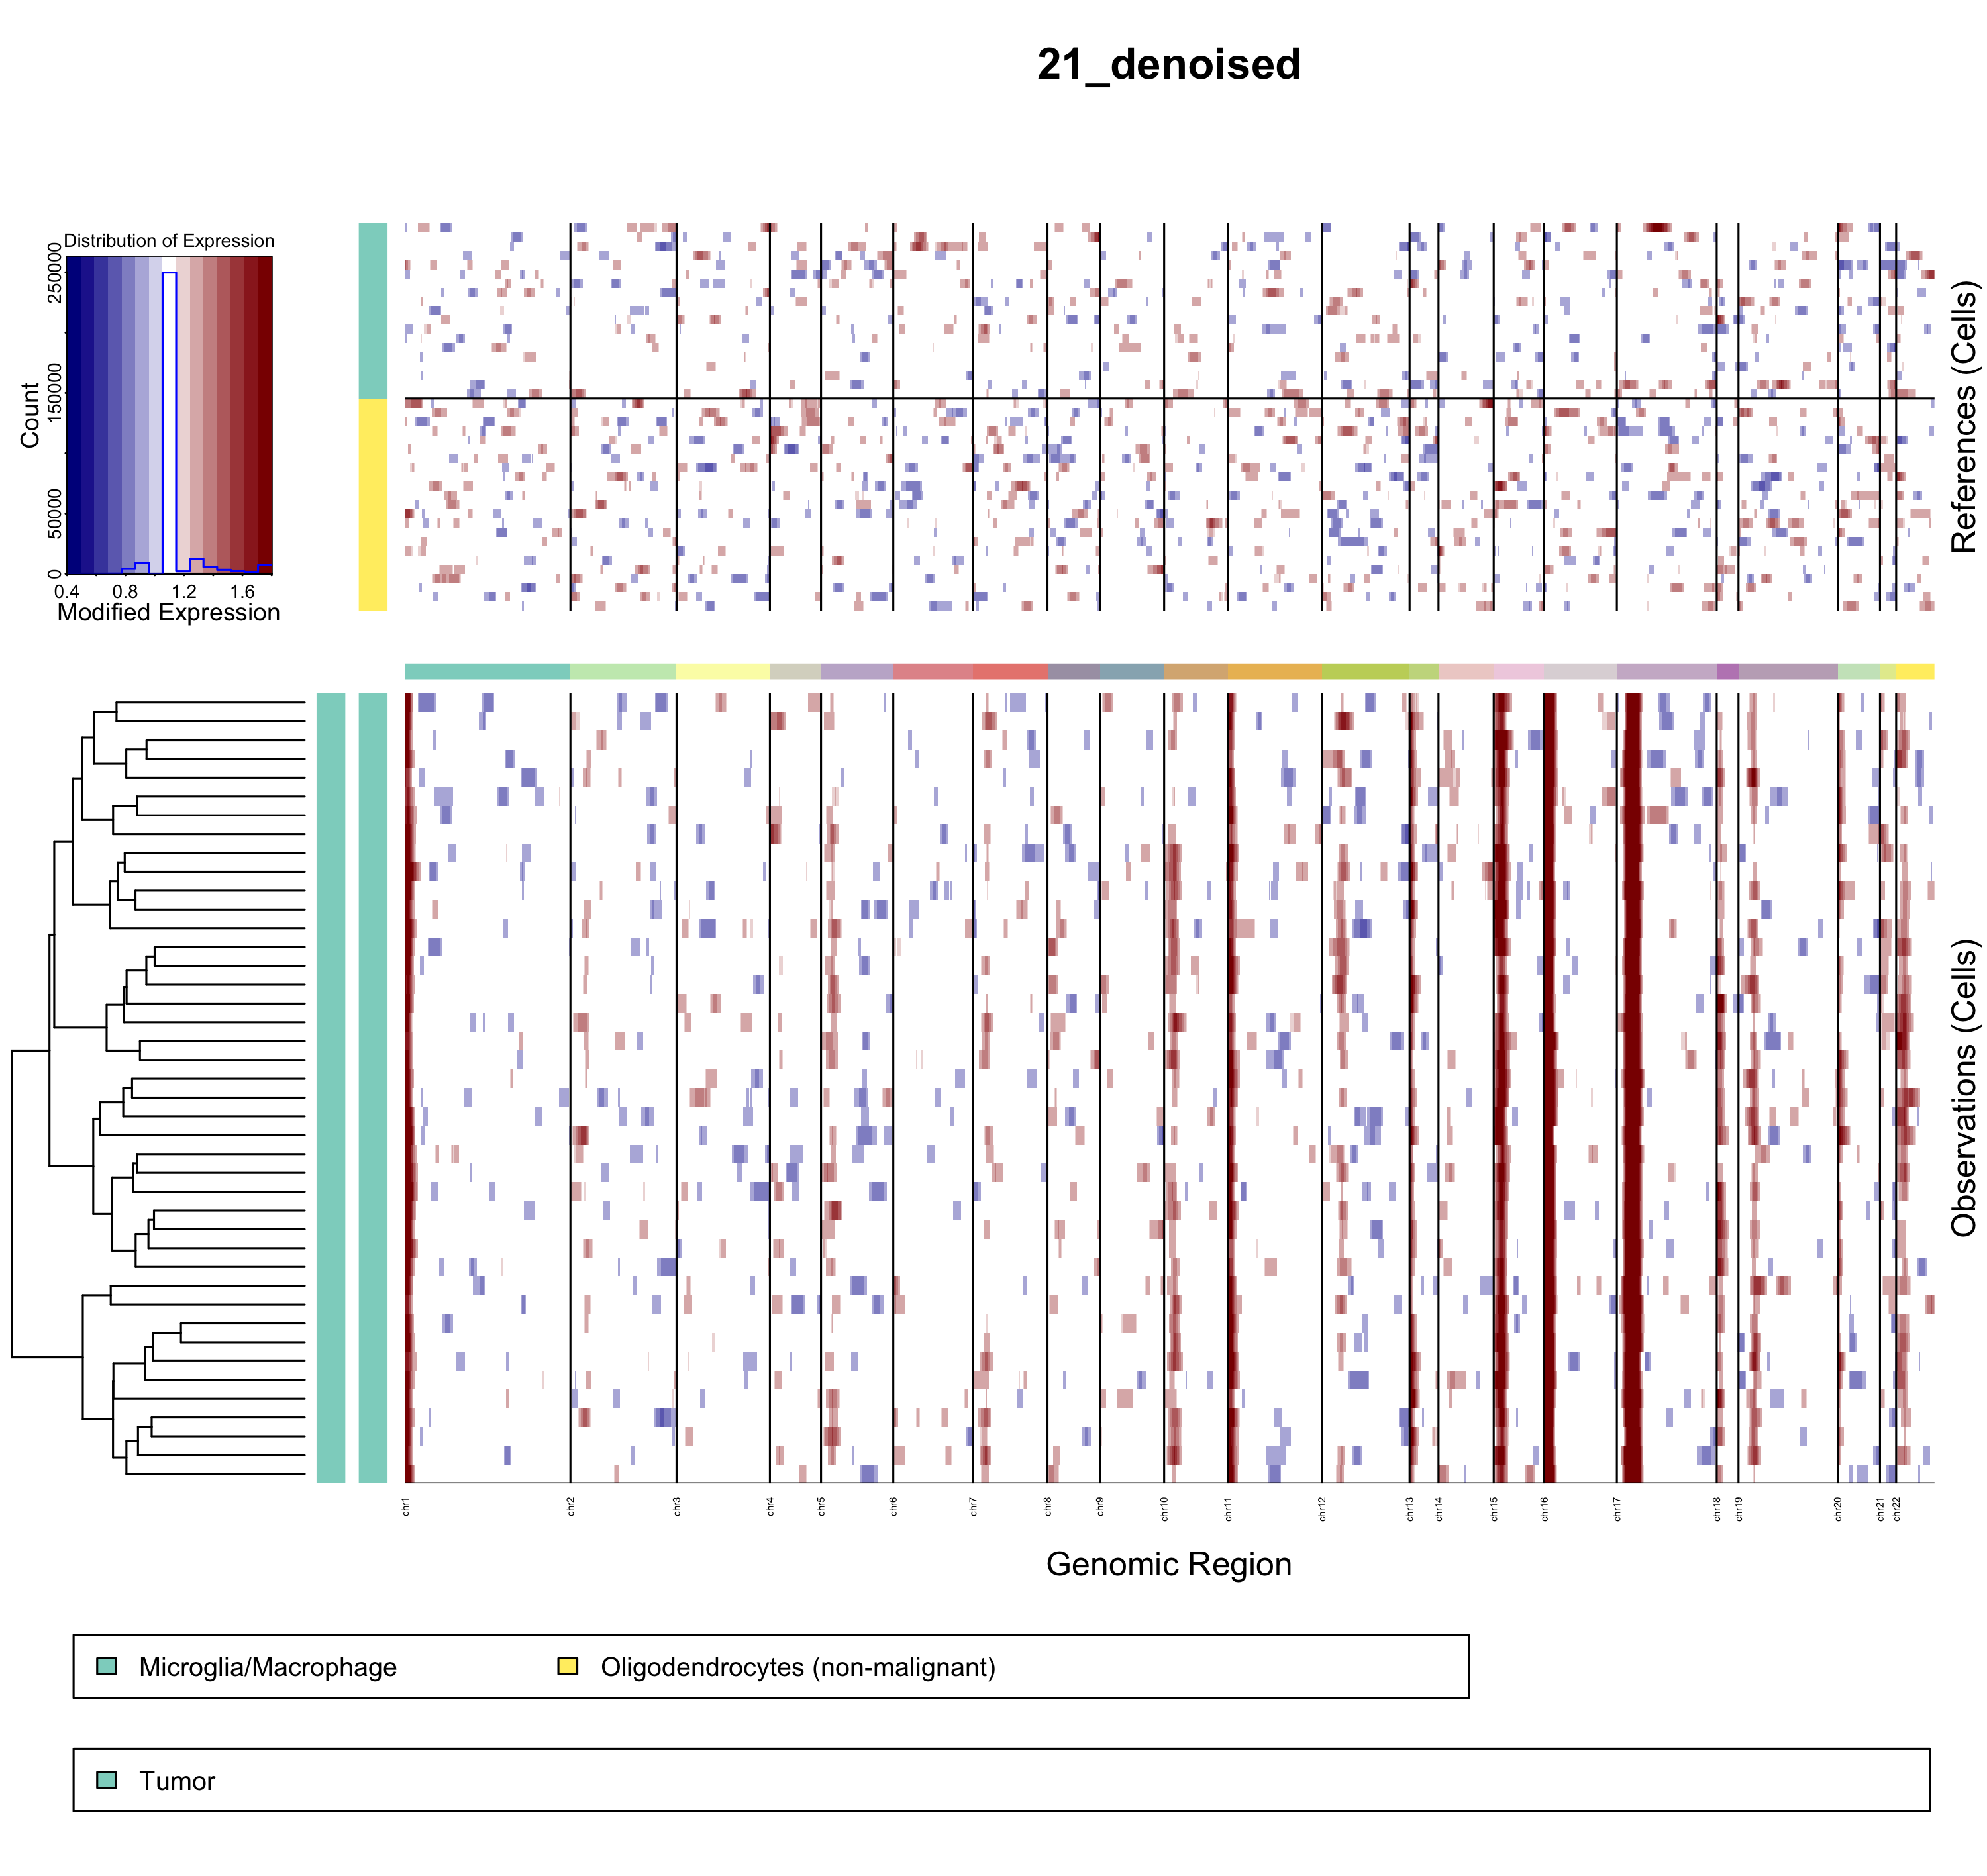 21_denoised
Distribution of Expression
Count
0 50000 150000 250000
0.4 0.8 1.2 1.6
Modified Expression
References (Cells)
Observations (Cells)
chr1 chr2 chr3 chr4 chr5 chr6 chr7 chr8 chr9 chr10 chr11 chr12 chr13 chr14 chr15 chr16 chr17 chr18 chr19 chr20 chr21 chr22
Genomic Region
Microglia/Macrophage Oligodendrocytes (non-malignant)
Tumor